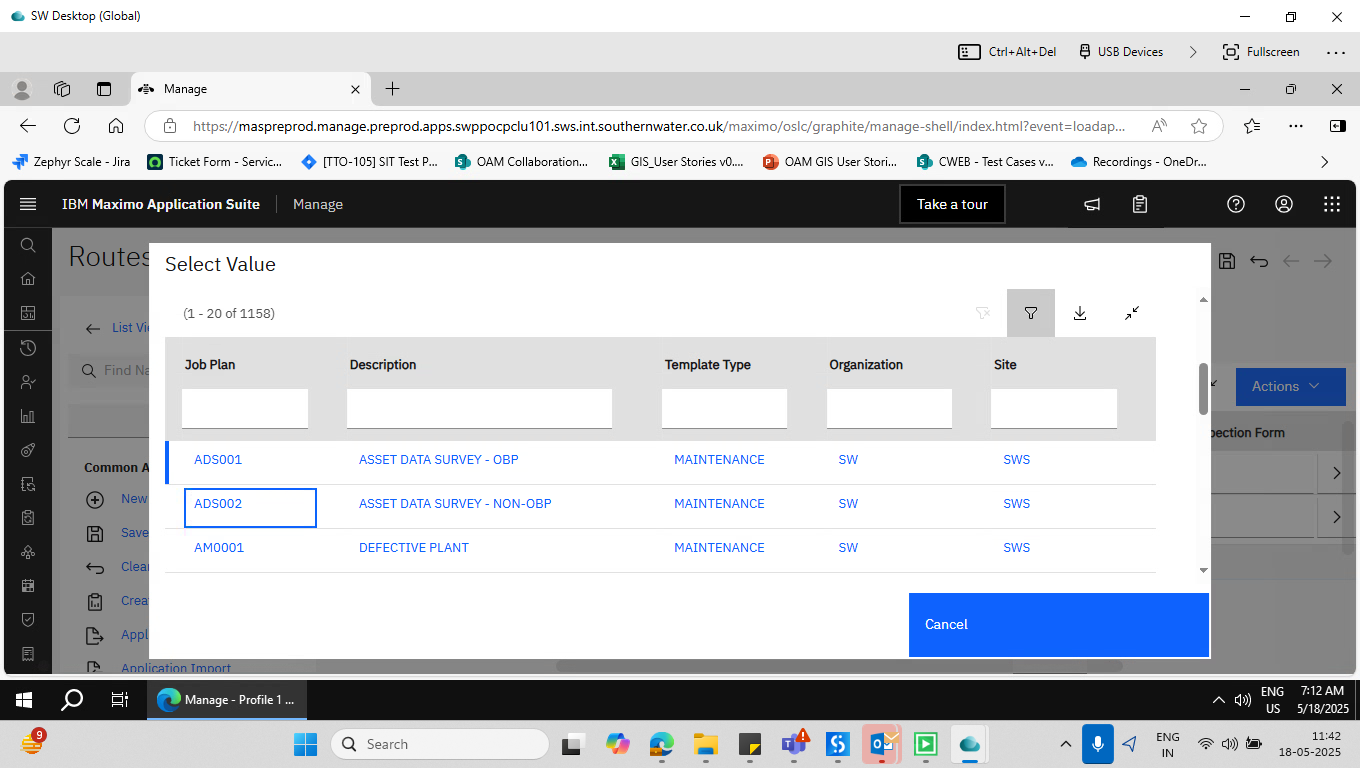 SW Desktop (Global)
Ctrl+Alt+Del
USB Devices
Fullscreen
Manage
https://maspreprod.manage.preprod.apps.swppocpclu101.sws.int.southernwater.co.uk/maximo/oslc/graphite/manage-shell/index.html?event=loadap...
Zephyr Scale - Jira
Ticket Form - Servic...
[TTO-105] SIT Test P...
OAM Collaboration...
GIS_User Stories v0....
OAM GIS User Stori...
CWEB - Test Cases v...
Recordings - OneDr...
IBM Maximo Application Suite
Manage
Take a tour
Routes
Select Value
List Vi
(1 - 20 of 1158)
Find Na
Actions
Job Plan
Description
Template Type
Organization
Site
pection Form
ADS001
ASSET DATA SURVEY - OBP
MAINTENANCE
SW
SWS
Common A
New
ADS002
ASSET DATA SURVEY - NON-OBP
MAINTENANCE
SW
SWS
Save
AM0001
DEFECTIVE PLANT
MAINTENANCE
SW
SWS
Clear
Crea
Appl
Cancel
Application Import
Manage - Profile 1 ...
ENG
US
7:12 AM
5/18/2025
9
Search
ENG
IN
11:42
18-05-2025